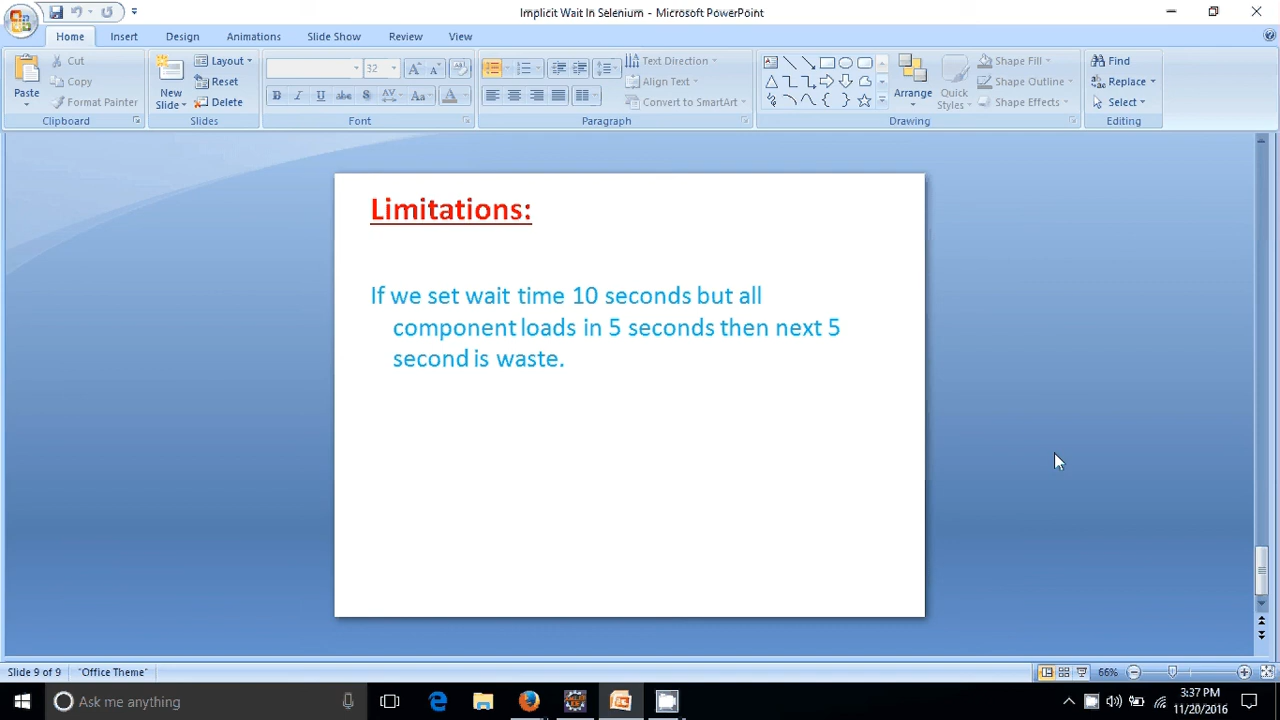 Implicit Wait In Selenium - Microsoft PowerPoint
Home Insert Design Animations Slide Show Review View
Paste
Cut
Copy
Format Painter
Clipboard
New Slide
Layout
Reset
Delete
Slides
32
B I U abc S AV Aa A
Font
Text Direction
Align Text
Convert to SmartArt
Paragraph
Arrange
Quick Styles
Shape Fill
Shape Outline
Shape Effects
Drawing
Find
Replace
Select
Editing
Limitations:
If we set wait time 10 seconds but all
component loads in 5 seconds then next 5
second is waste.
Slide 9 of 9 "Office Theme" 66%
Ask me anything
3:37 PM
11/20/2016